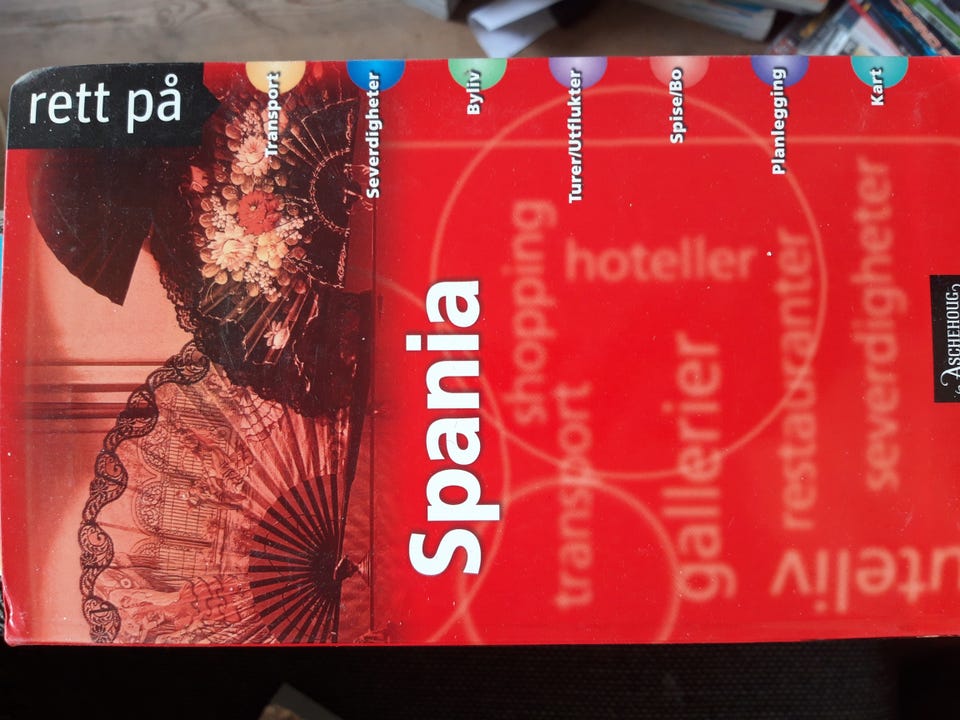 rett på
Transport
Severdigheter
Byliv
Turer/Utflukter
Spise/Bo
Planlegging
Kart
Spania
shopping
hoteller
transport
gallerier
restauranter
severdigheter
uteliv
ASCHEHOUG